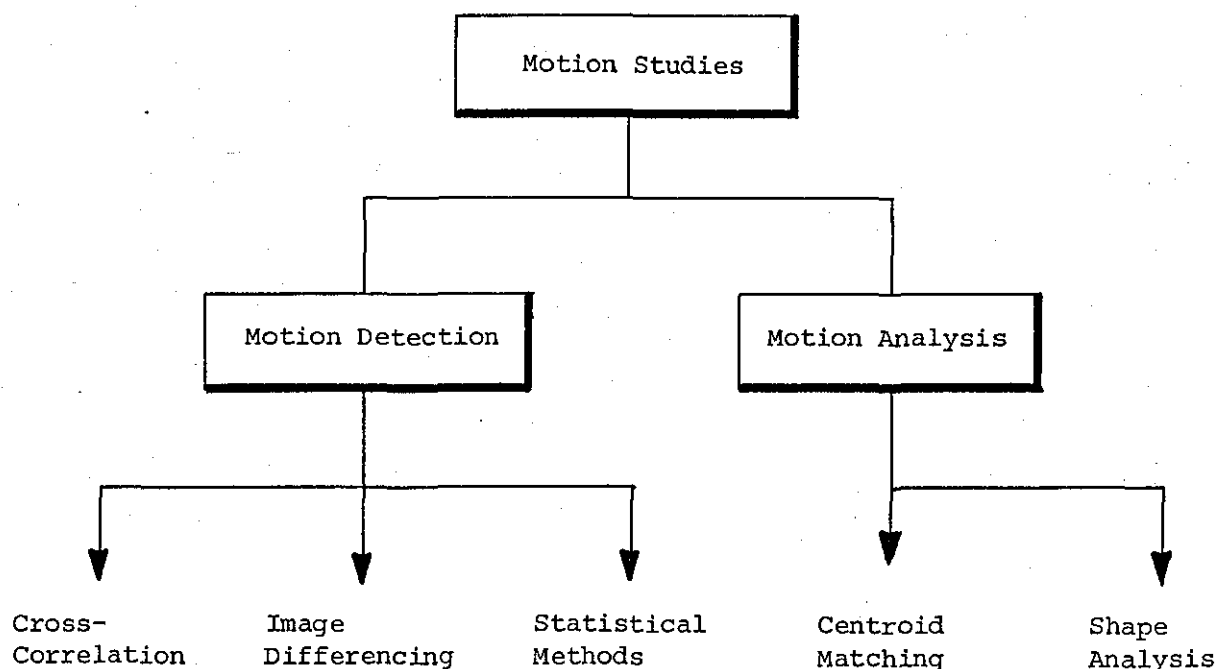 Motion Studies
Motion Detection
Motion Analysis
Cross-
Correlation
Image
Differencing
Statistical
Methods
Centroid
Matching
Shape
Analysis